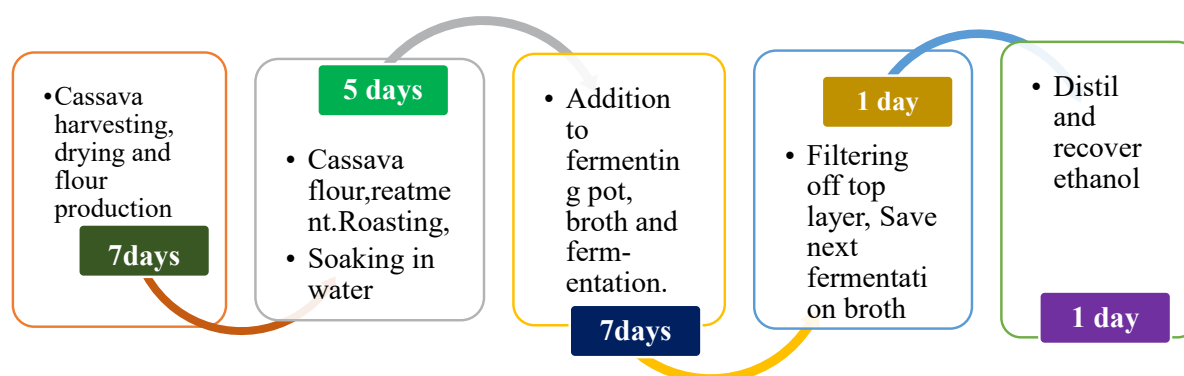 •Cassava
harvesting,
drying and
flour
production
7days
5 days
• Cassava
flour,reatme
nt.Roasting,
• Soaking in
water
• Addition
to
fermentin
g pot,
broth and
ferm-
entation.
7days
1 day
• Filtering
off top
layer, Save
next
fermentati
on broth
• Distil
and
recover
ethanol
1 day